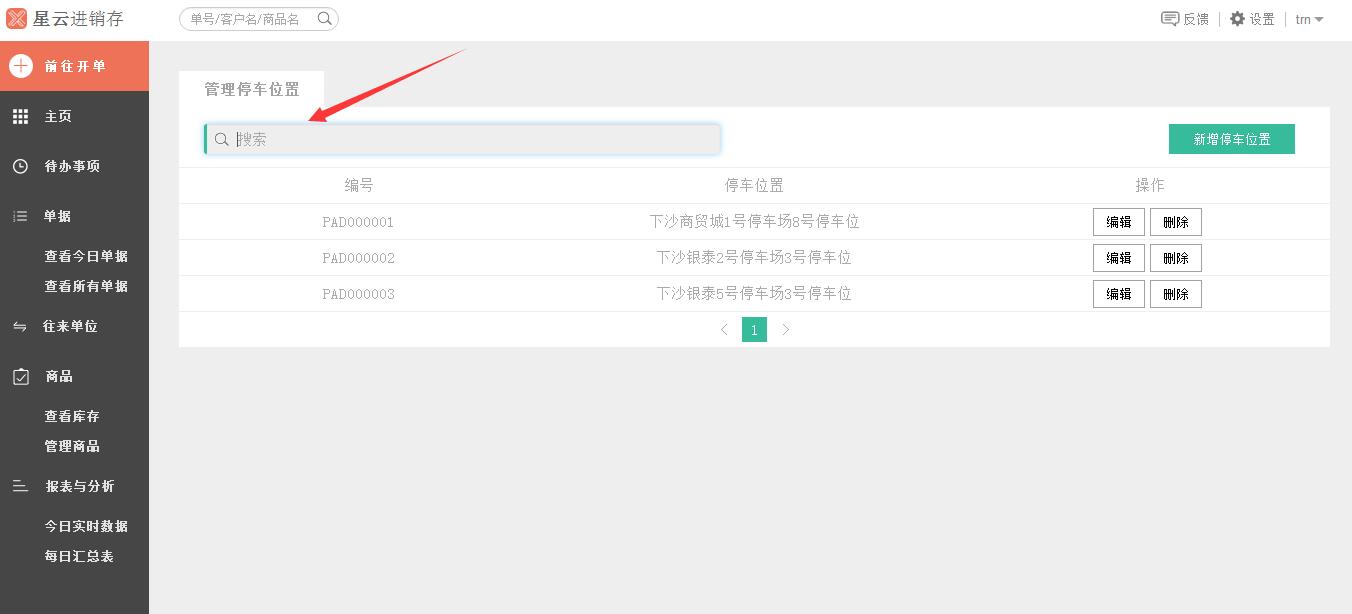 星云进销存
单号/客户名/商品名
反馈
设置
trn
前往开单
主页
待办事项
单据
查看今日单据
查看所有单据
往来单位
商品
查看库存
管理商品
报表与分析
今日实时数据
每日汇总表
管理停车位置
搜索
新增停车位置
编号 停车位置 操作
PAD000001 下沙商贸城1号停车场8号停车位 编辑 删除
PAD000002 下沙银泰2号停车场3号停车位 编辑 删除
PAD000003 下沙银泰5号停车场3号停车位 编辑 删除
1